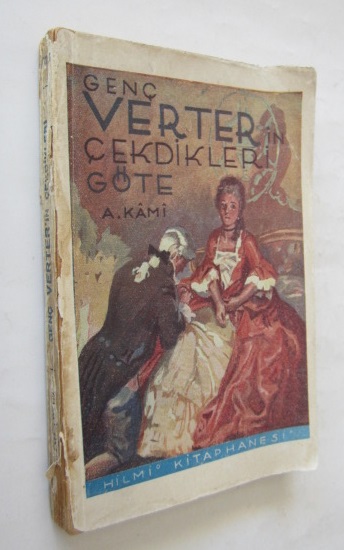 GENÇ
VERTER'İN
ÇEKDİKLERİ
GÖTE
A. KÂMİ
HİLMİ KİTAPHANESİ
GENÇ VERTER'İN ÇEKDİKLERİ